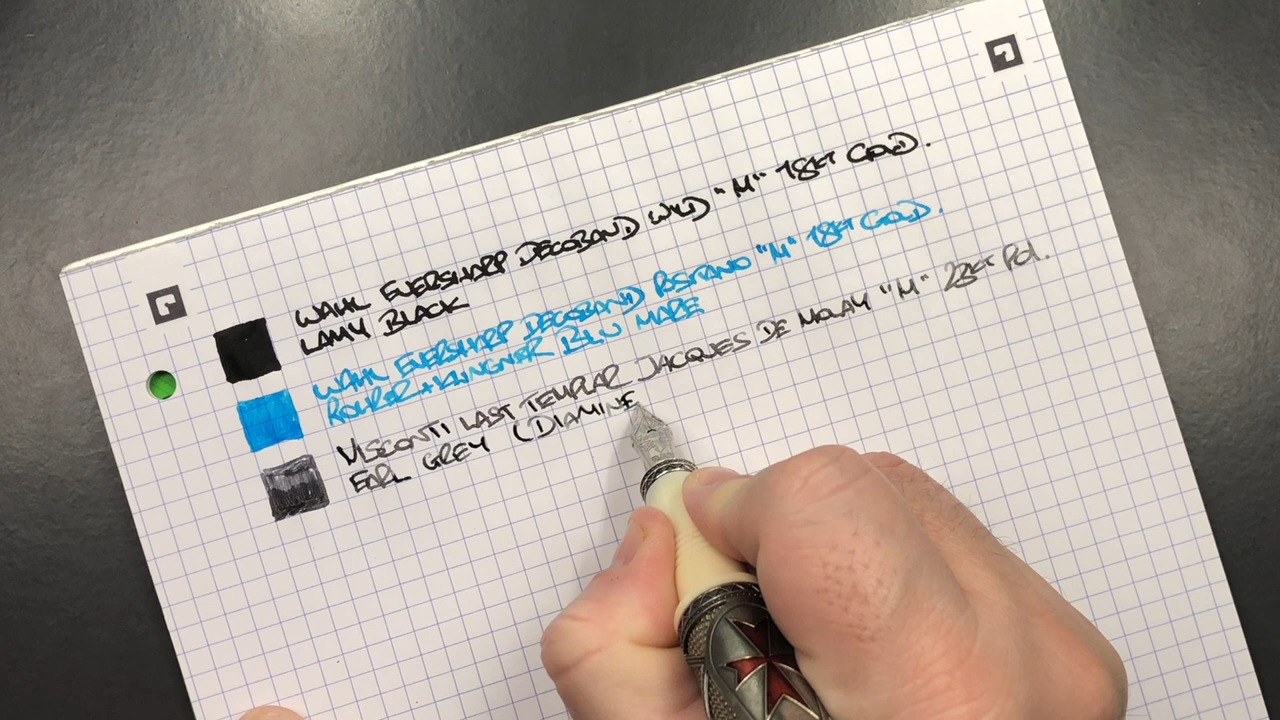 WAHL EVERSHARP DECOBAND WILD "M" 18KT GOLD.
LAMY BLACK
WAHL EVERSHARP DECOBAND POSITANO "M" 18KT GOLD.
ROHRER+KLINGNER BLU MARE
VISCONTI LAST TEMPLAR JACQUES DE MOLAY "M" 23KT Pd.
EARL GREY (DIAMINE